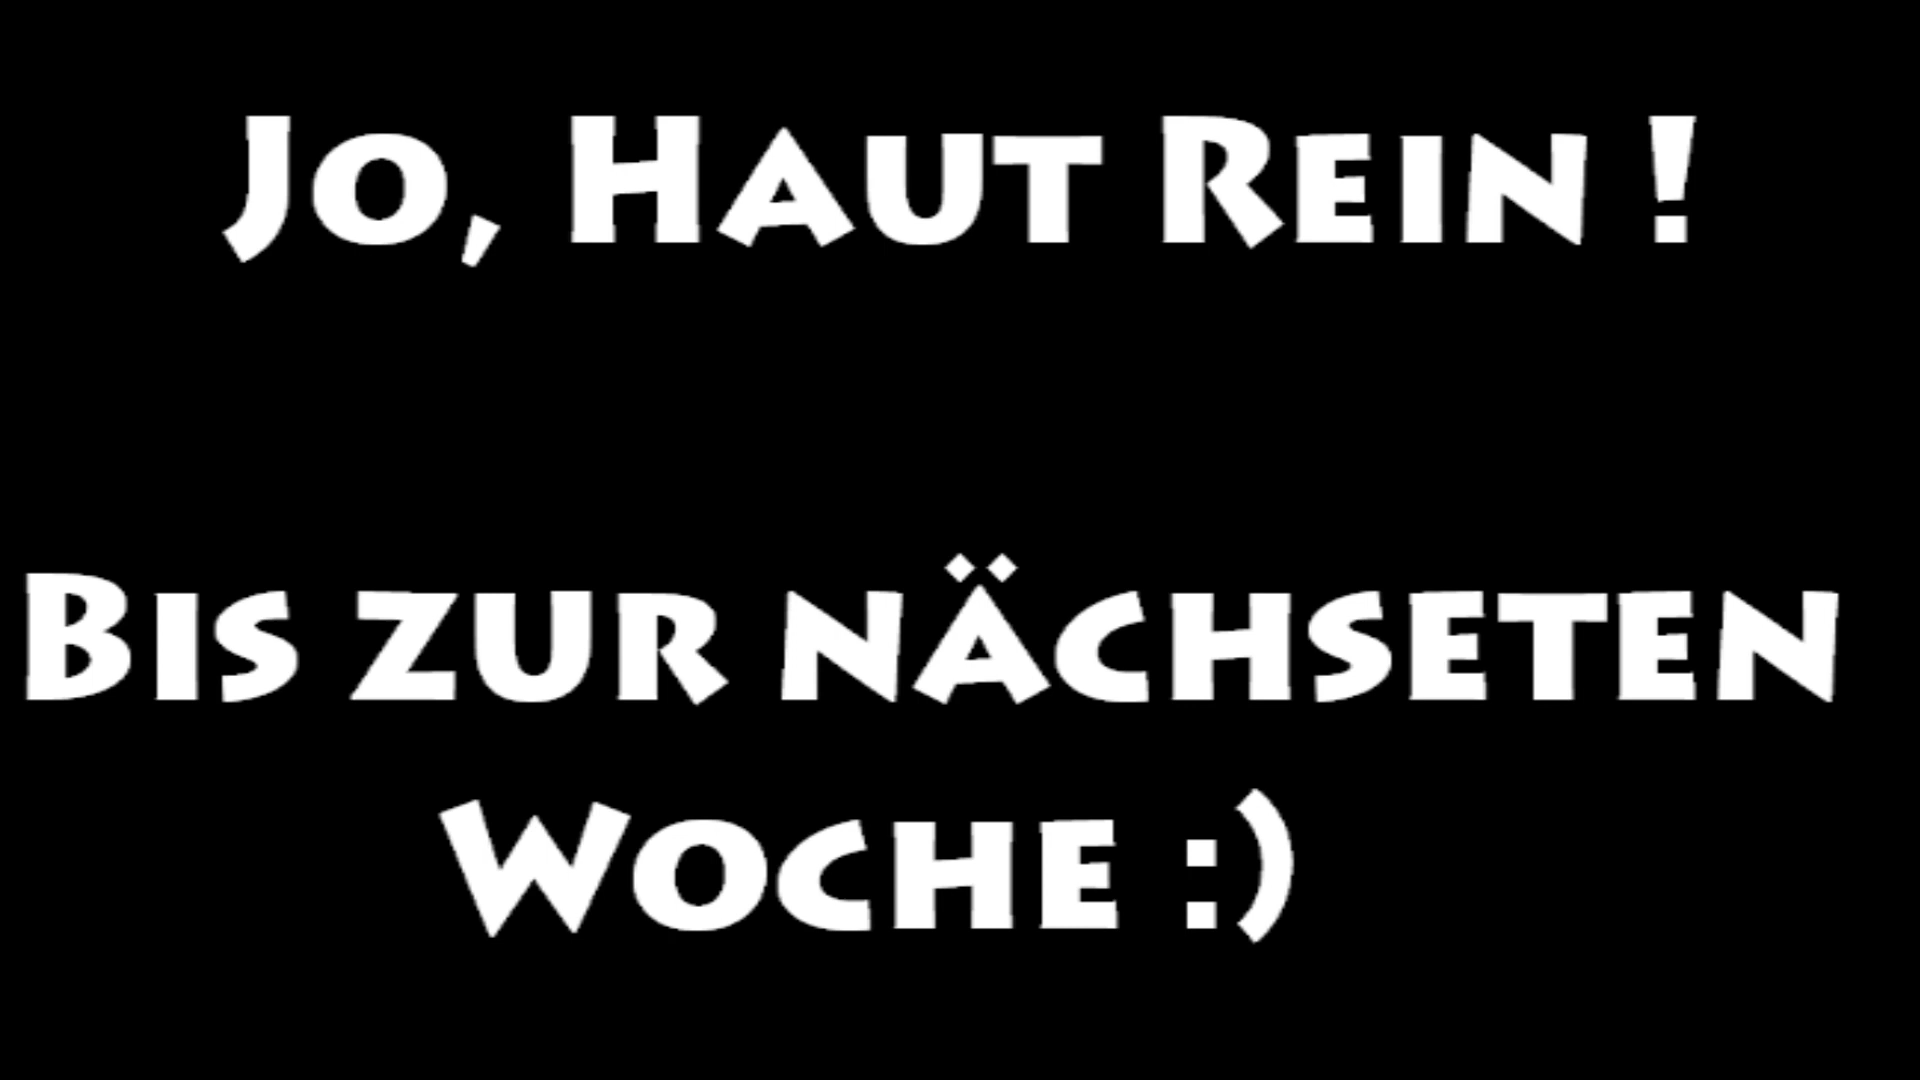 Jo, Haut Rein !
Bis zur nächseten
Woche :)